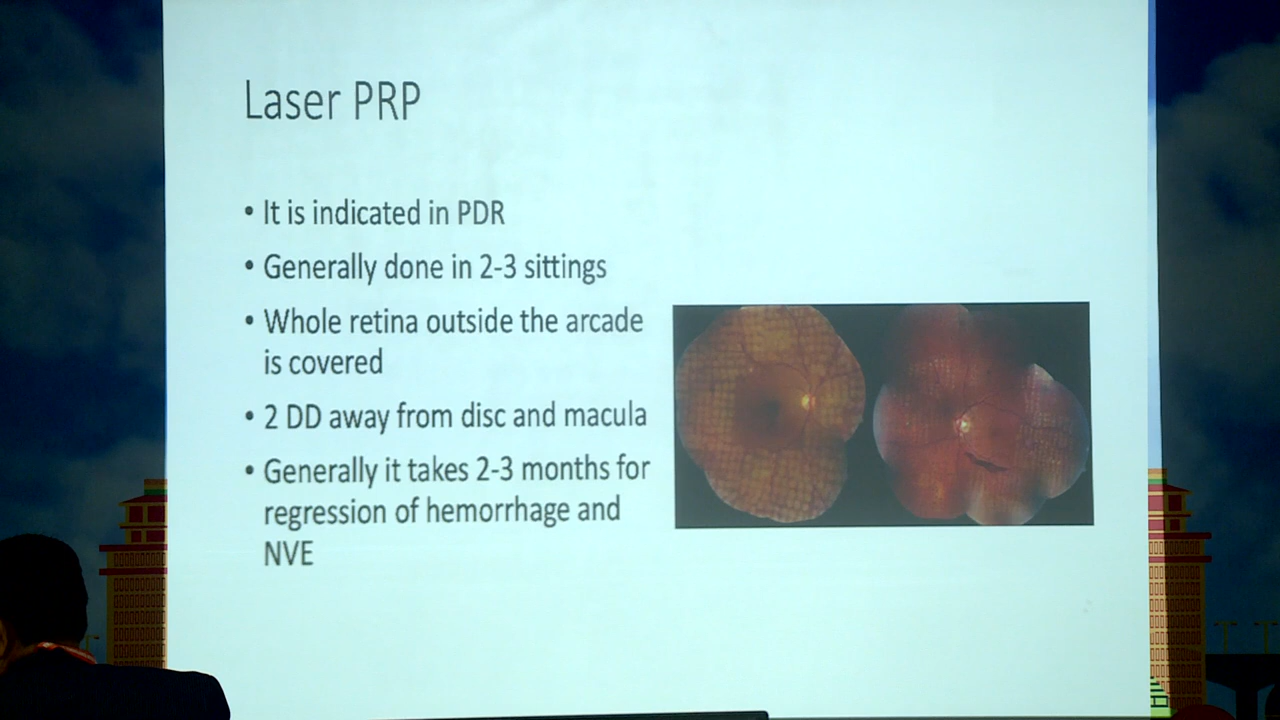 Laser PRP
• It is indicated in PDR
• Generally done in 2-3 sittings
• Whole retina outside the arcade
is covered
• 2 DD away from disc and macula
• Generally it takes 2-3 months for
regression of hemorrhage and
NVE